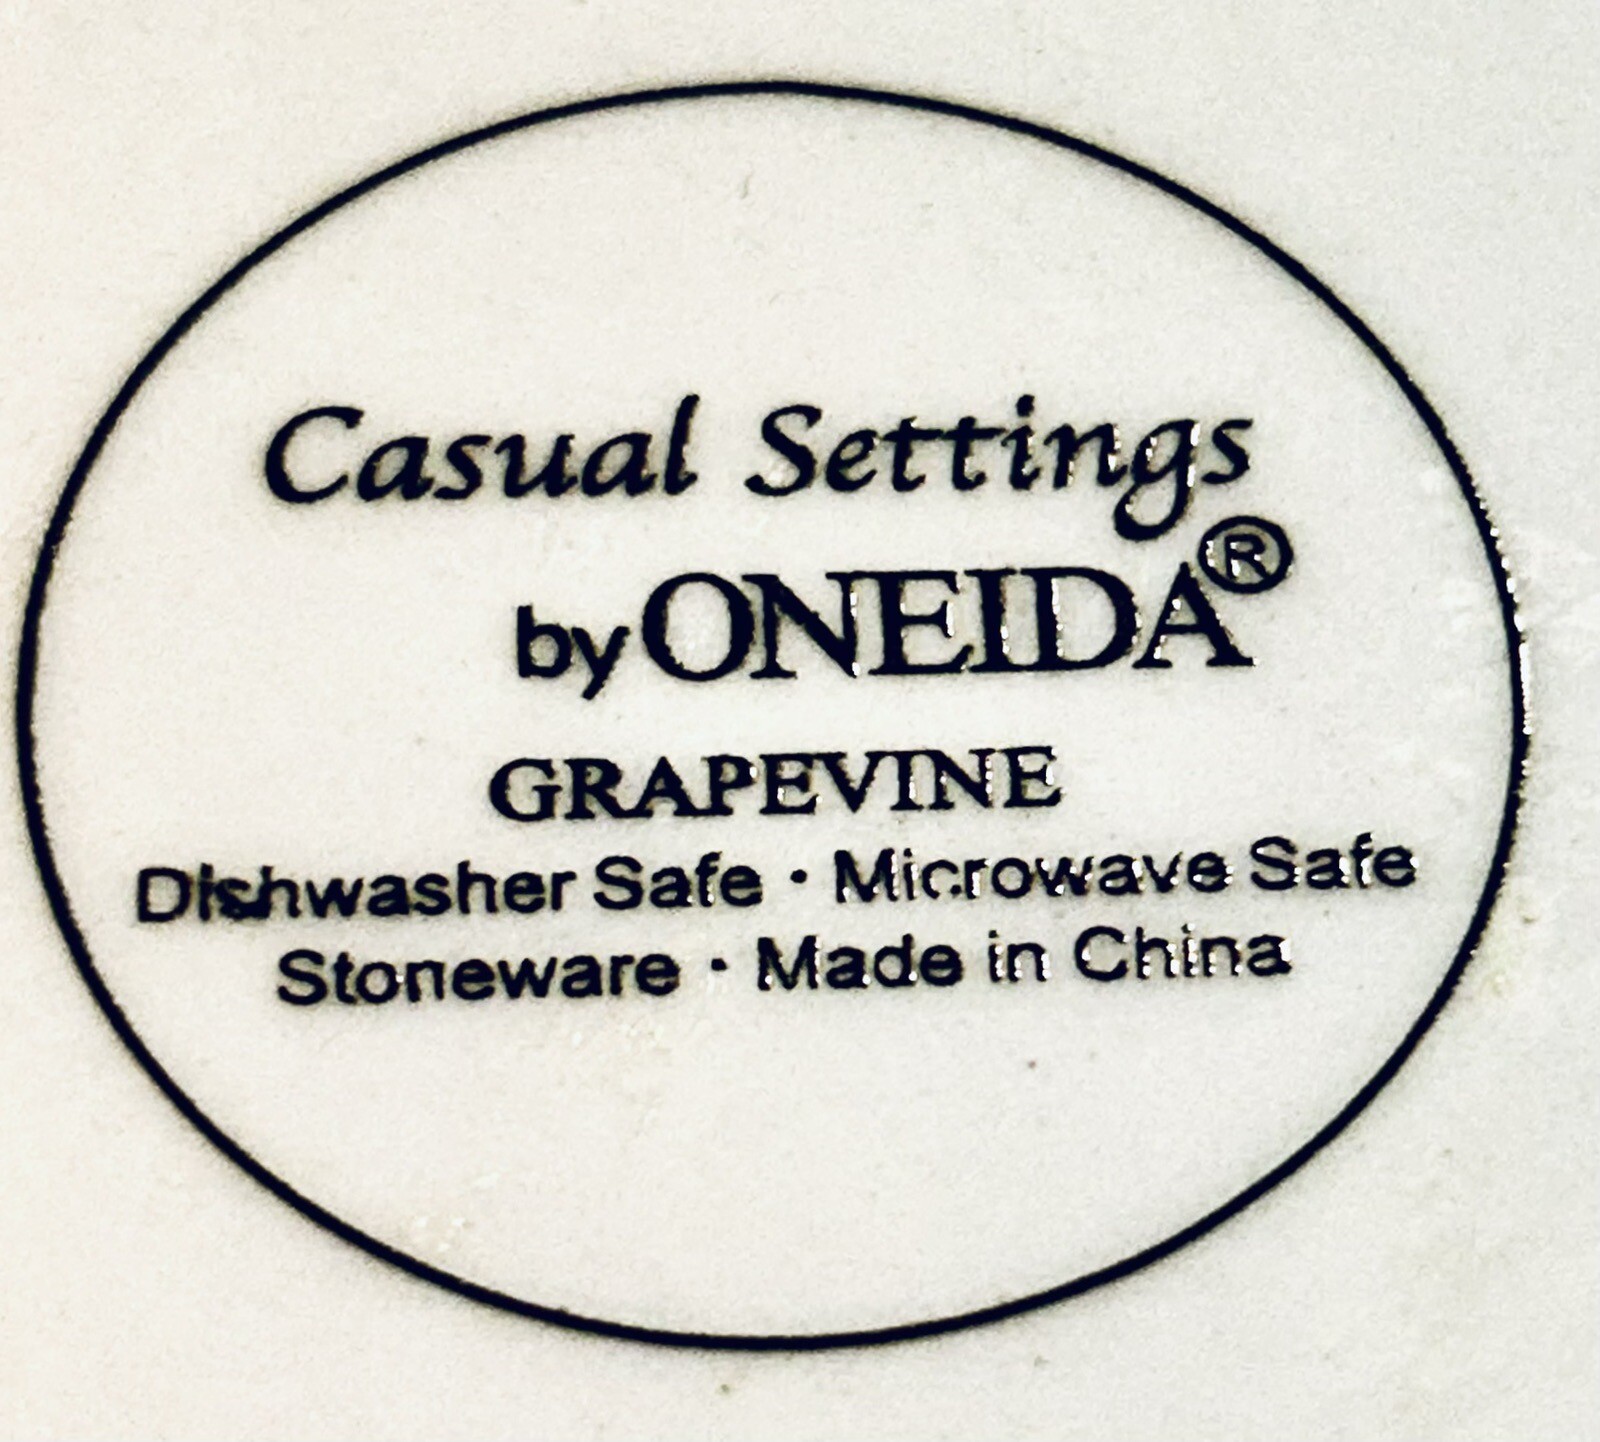 Casual Settings
by ONEIDA®
GRAPEVINE
Dishwasher Safe · Microwave Safe
Stoneware · Made in China